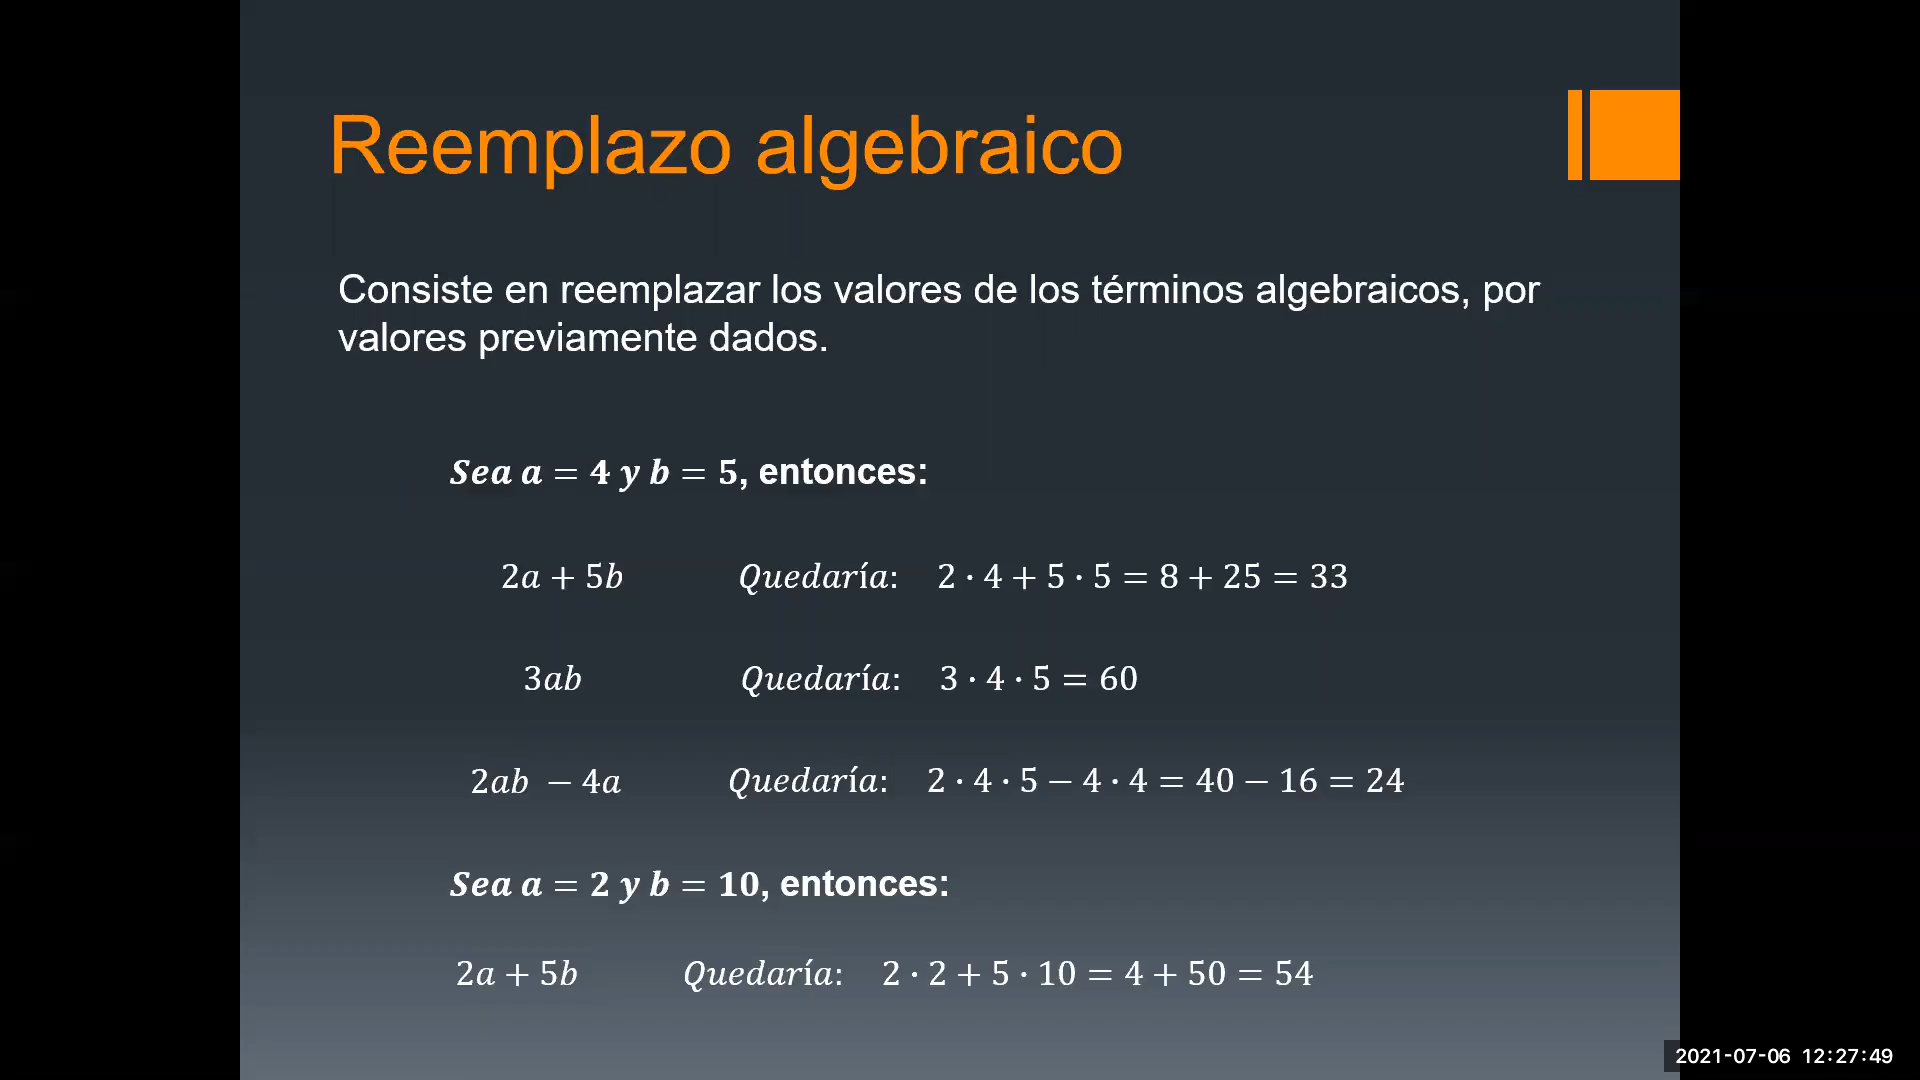 Reemplazo algebraico
Consiste en reemplazar los valores de los términos algebraicos, por
valores previamente dados.
Sea a = 4 y b = 5, entonces:
2a + 5b Quedaría: 2 · 4 + 5 · 5 = 8 + 25 = 33
3ab Quedaría: 3 · 4 · 5 = 60
2ab − 4a Quedaría: 2 · 4 · 5 − 4 · 4 = 40 − 16 = 24
Sea a = 2 y b = 10, entonces:
2a + 5b Quedaría: 2 · 2 + 5 · 10 = 4 + 50 = 54
2021-07-06 12:27:49